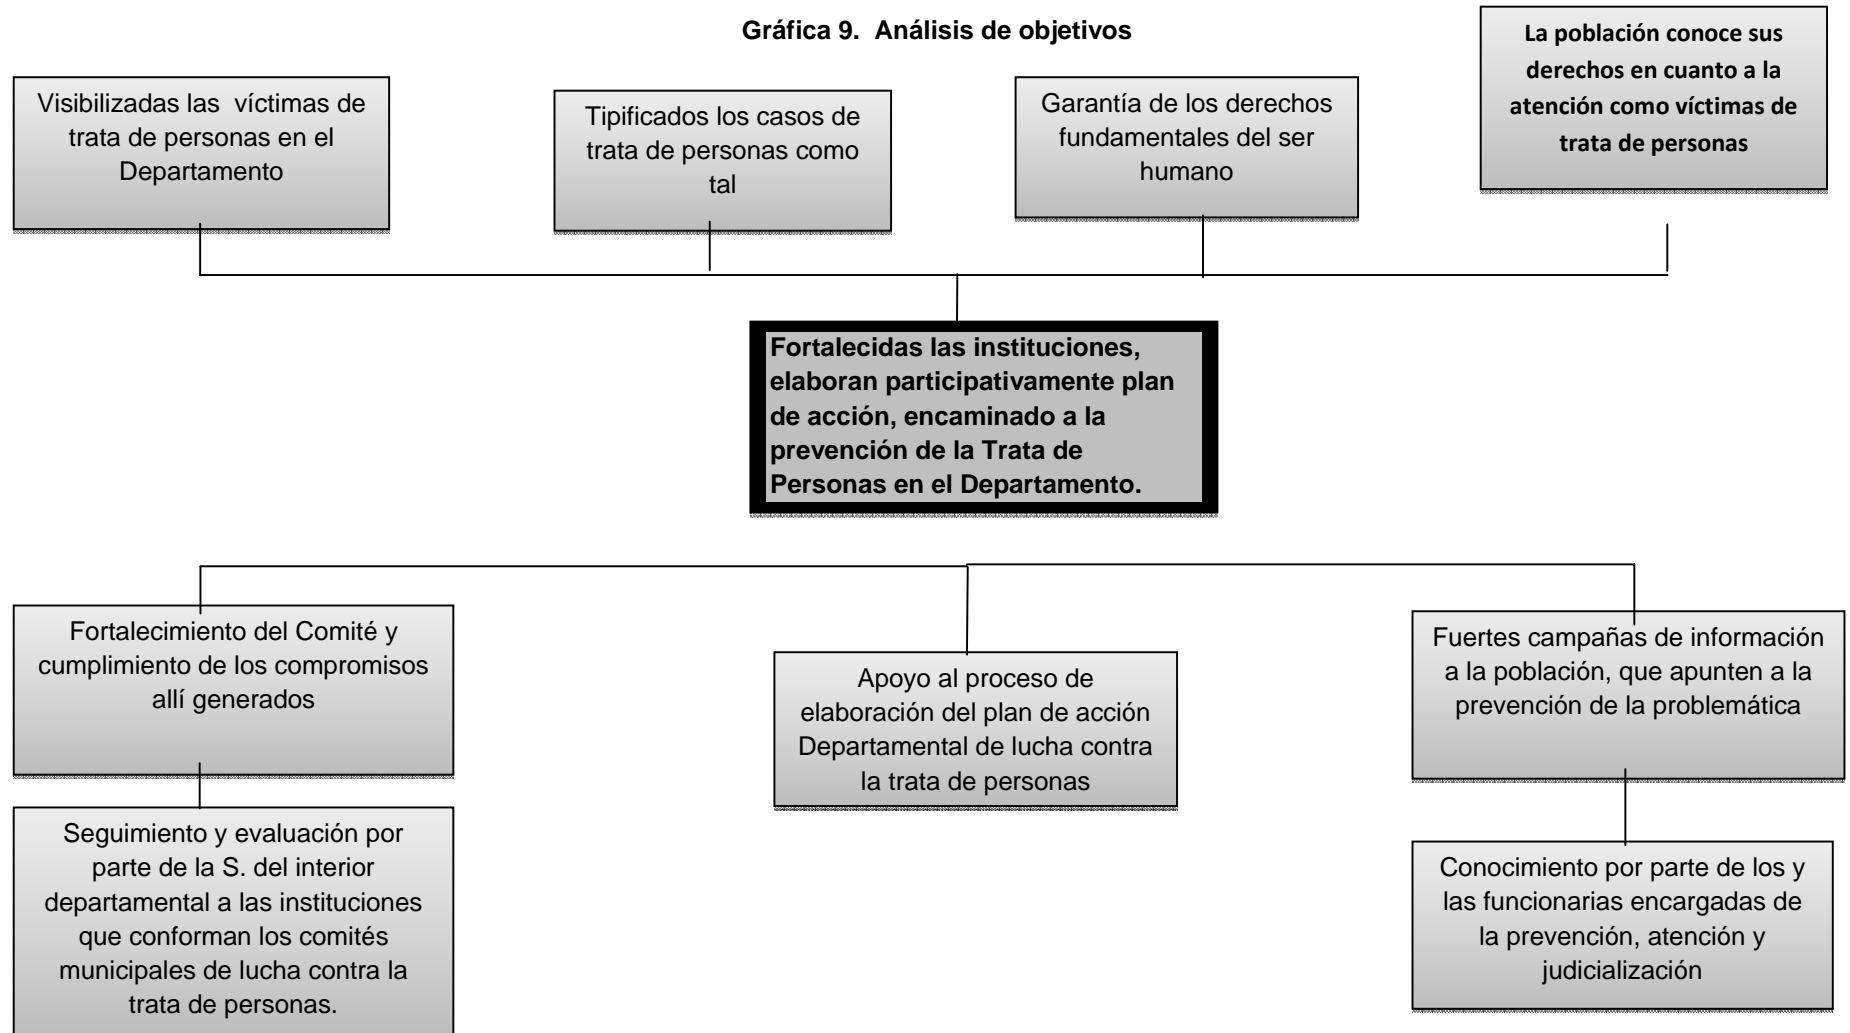 Gráfica 9.  Análisis de objetivos
Visibilizadas las  víctimas de
trata de personas en el
Departamento
Tipificados los casos de
trata de personas como
tal
Garantía de los derechos
fundamentales del ser
humano
La población conoce sus
derechos en cuanto a la
atención como víctimas de
trata de personas
Fortalecidas las instituciones,
elaboran participativamente plan
de acción, encaminado a la
prevención de la Trata de
Personas en el Departamento.
Fortalecimiento del Comité y
cumplimiento de los compromisos
allí generados
Apoyo al proceso de
elaboración del plan de acción
Departamental de lucha contra
la trata de personas
Fuertes campañas de información
a la población, que apunten a la
prevención de la problemática
Seguimiento y evaluación por
parte de la S. del interior
departamental a las instituciones
que conforman los comités
municipales de lucha contra la
trata de personas.
Conocimiento por parte de los y
las funcionarias encargadas de
la prevención, atención y
judicialización